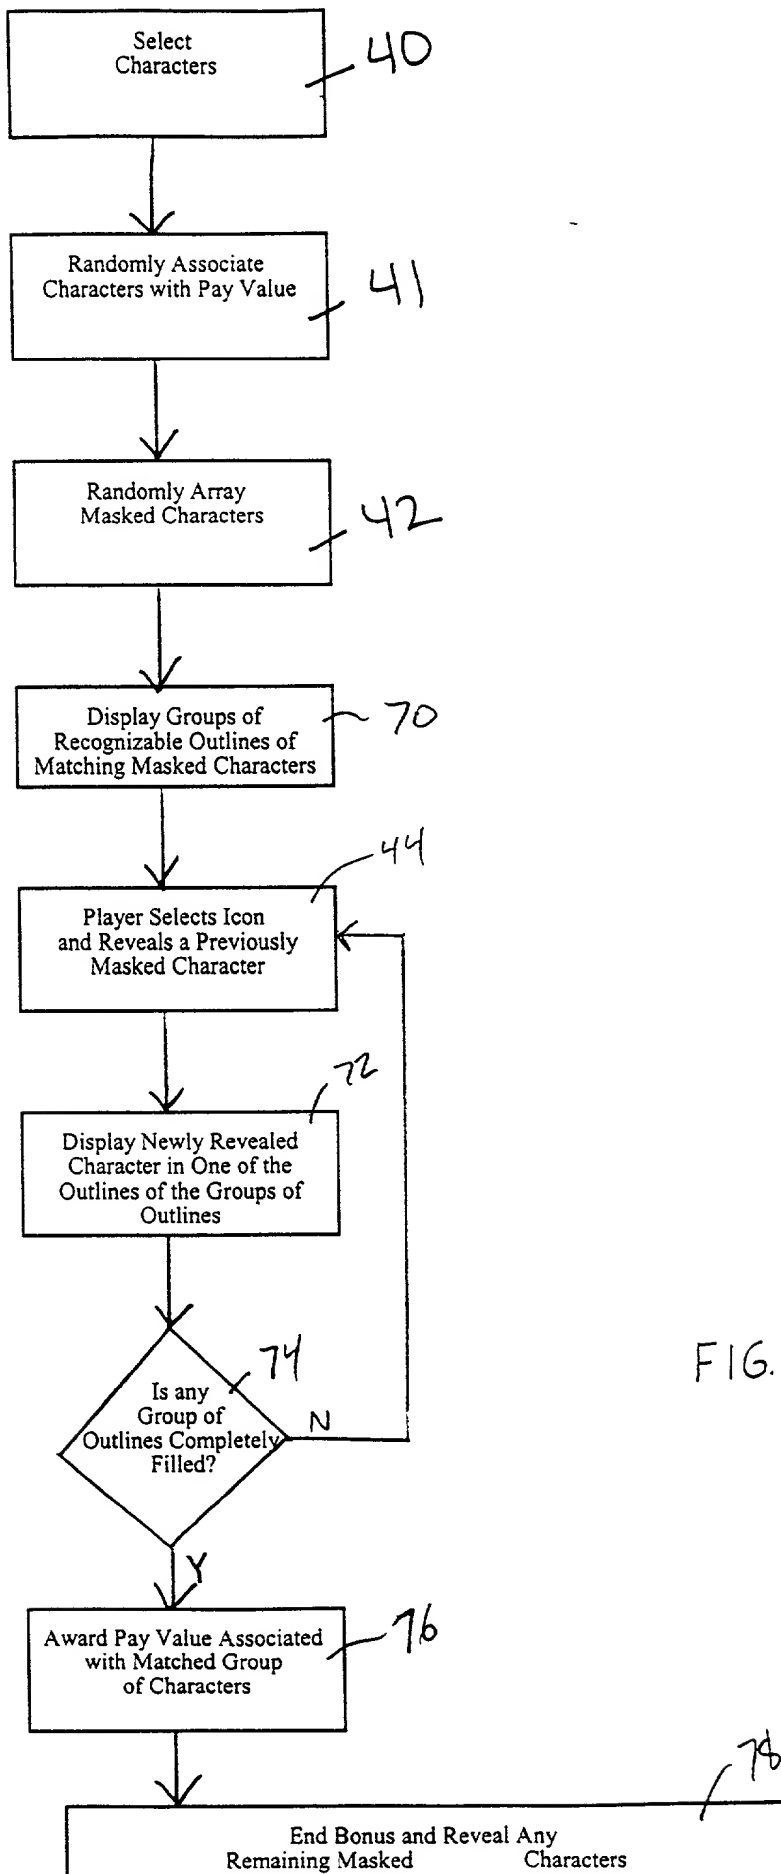 Select
Characters
40
Randomly Associate
Characters with Pay Value
41
Randomly Array
Masked Characters
42
Display Groups of
Recognizable Outlines of
Matching Masked Characters
70
44
Player Selects Icon
and Reveals a Previously
Masked Character
72
Display Newly Revealed
Character in One of the
Outlines of the Groups of
Outlines
74
Is any
Group of
Outlines Completely
Filled?
N
FIG.
Y
Award Pay Value Associated
with Matched Group
of Characters
76
78
End Bonus and Reveal Any
Remaining Masked Characters